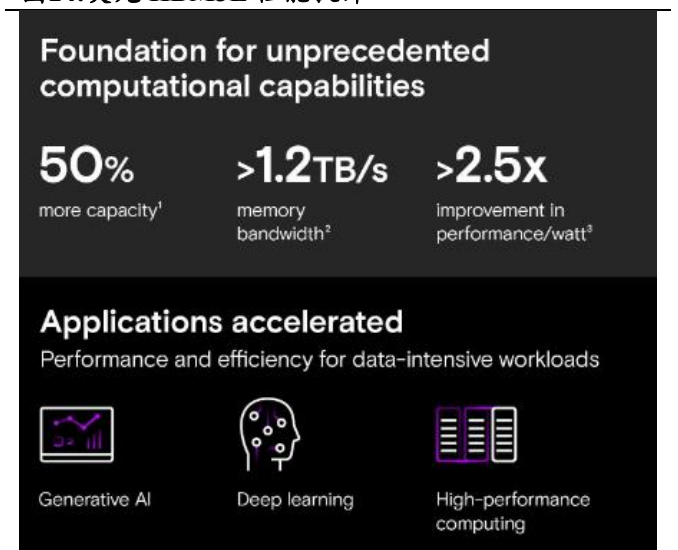 Foundation for unprecedented
computational capabilities
50% >1.2TB/s >2.5x
more capacity¹ memory bandwidth² improvement in performance/watt³
Applications accelerated
Performance and efficiency for data-intensive workloads
Generative AI Deep learning High-performance computing